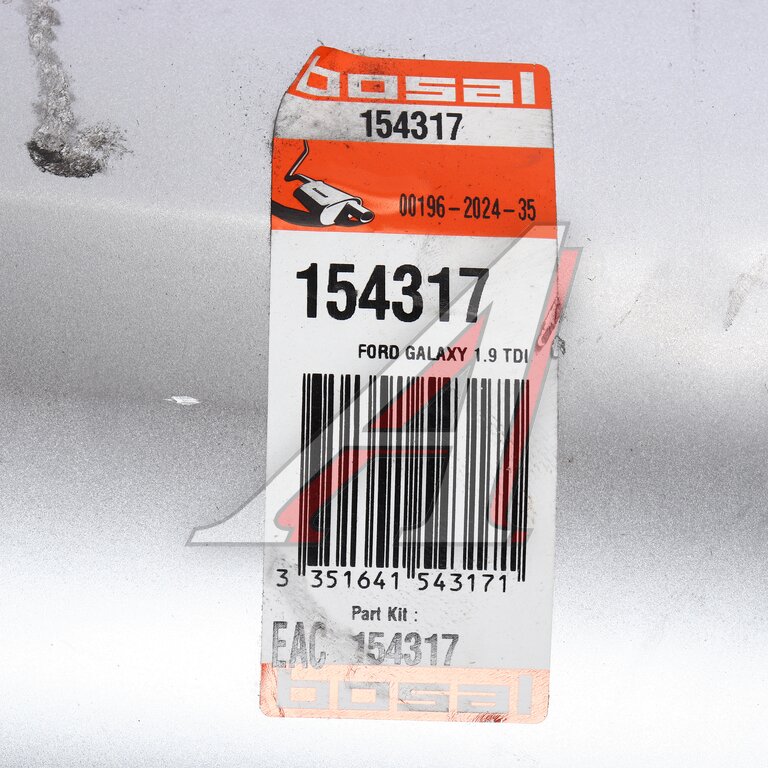 bosal
154317
00196-2024-35
154317
FORD GALAXY 1.9 TDI
3 351641 543171
Part Kit :
EAC 154317
bosal